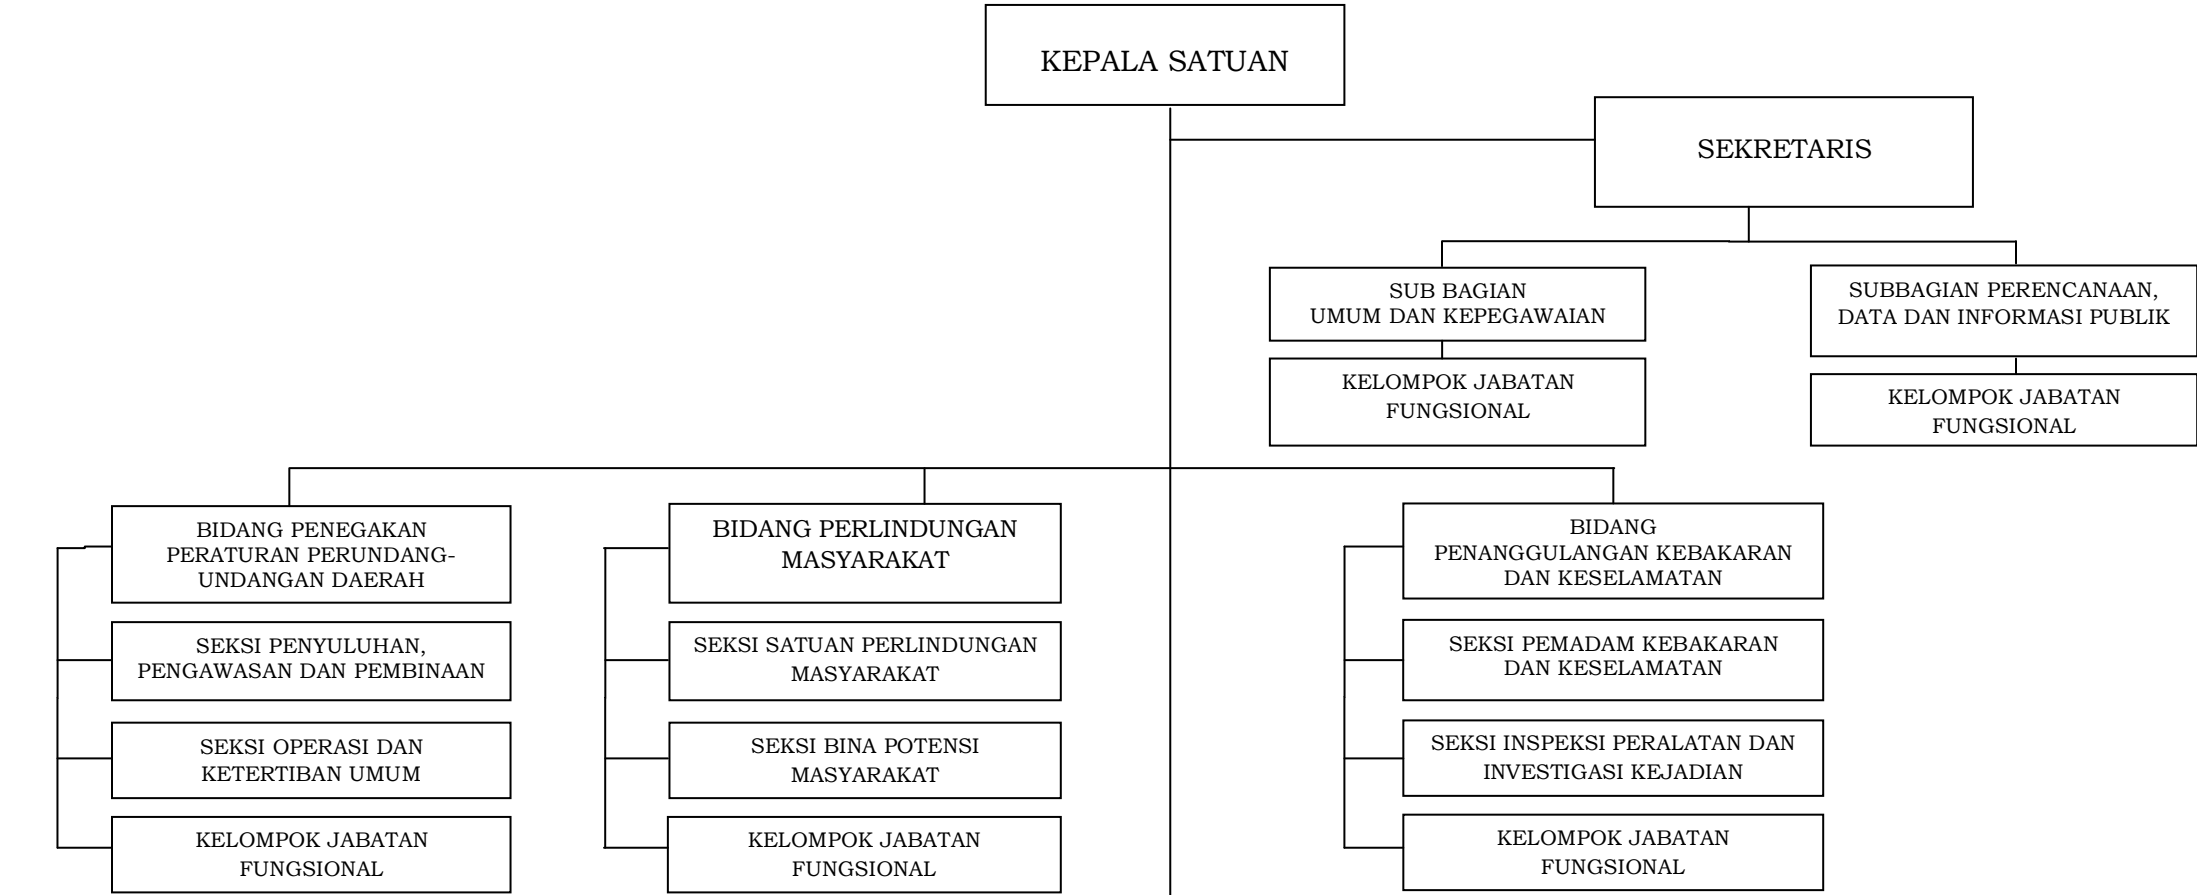 KEPALA SATUAN
SEKRETARIS
SUB BAGIAN
UMUM DAN KEPEGAWAIAN
SUBBAGIAN PERENCANAAN,
DATA DAN INFORMASI PUBLIK
KELOMPOK JABATAN
FUNGSIONAL
KELOMPOK JABATAN
FUNGSIONAL
BIDANG PENEGAKAN
PERATURAN PERUNDANG-
UNDANGAN DAERAH
SEKSI PENYULUHAN,
PENGAWASAN DAN PEMBINAAN
SEKSI OPERASI DAN
KETERTIBAN UMUM
KELOMPOK JABATAN
FUNGSIONAL
BIDANG PERLINDUNGAN
MASYARAKAT
SEKSI SATUAN PERLINDUNGAN
MASYARAKAT
SEKSI BINA POTENSI
MASYARAKAT
KELOMPOK JABATAN
FUNGSIONAL
BIDANG
PENANGGULANGAN KEBAKARAN
DAN KESELAMATAN
SEKSI PEMADAM KEBAKARAN
DAN KESELAMATAN
SEKSI INSPEKSI PERALATAN DAN
INVESTIGASI KEJADIAN
KELOMPOK JABATAN
FUNGSIONAL